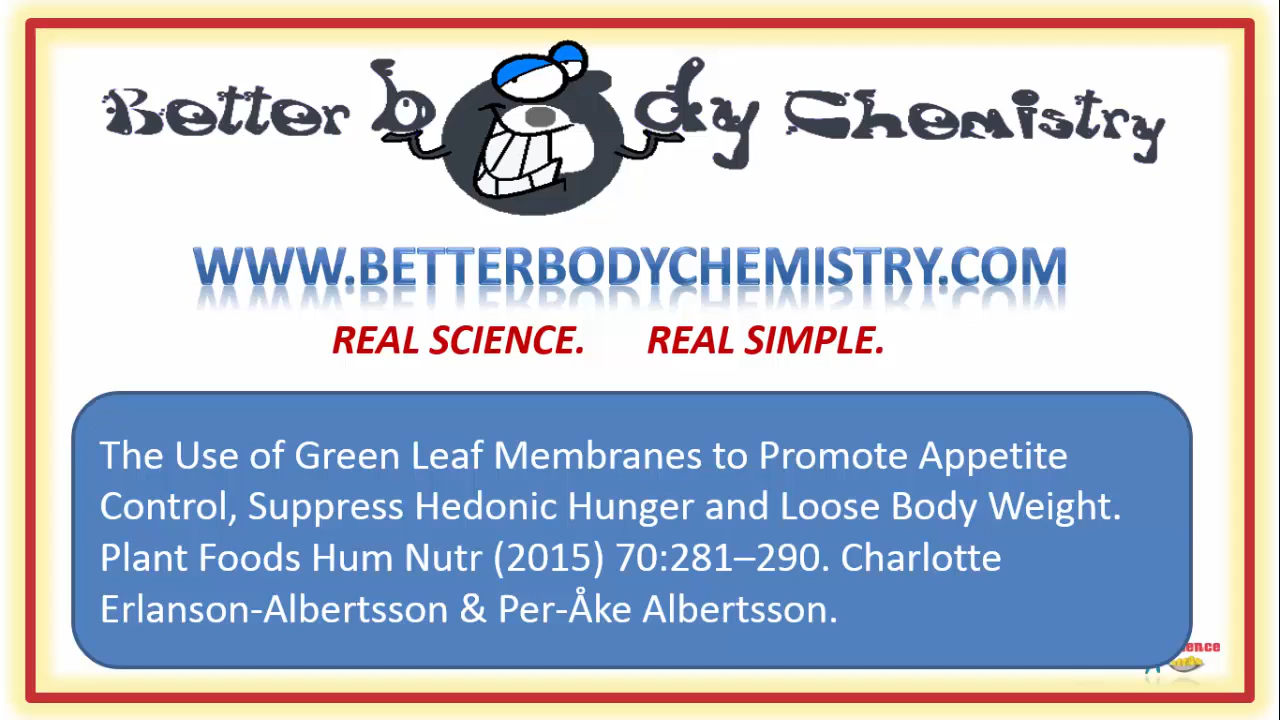 Better body Chemistry
WWW.BETTERBODYCHEMISTRY.COM
REAL SCIENCE. REAL SIMPLE.
The Use of Green Leaf Membranes to Promote Appetite
Control, Suppress Hedonic Hunger and Loose Body Weight.
Plant Foods Hum Nutr (2015) 70:281–290. Charlotte
Erlanson-Albertsson & Per-Åke Albertsson.